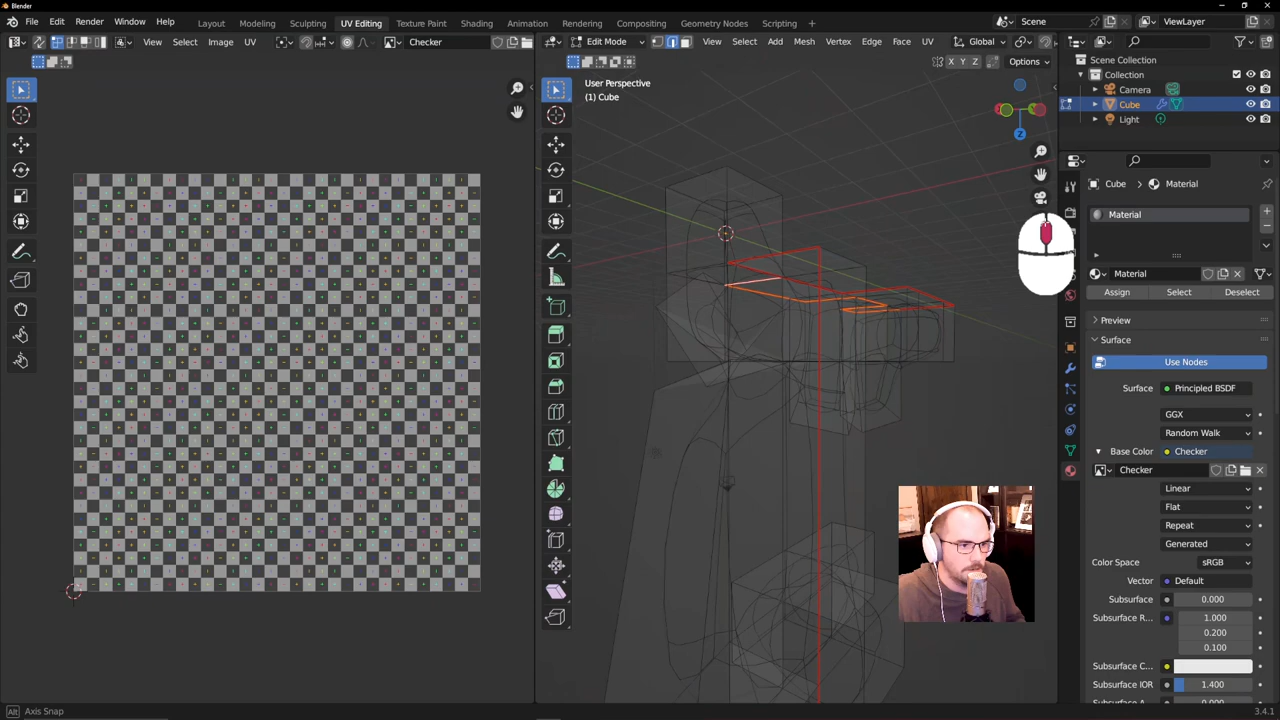 Blender
File Edit Render Window Help
Layout Modeling Sculpting UV Editing Texture Paint Shading Animation Rendering Compositing Geometry Nodes Scripting +
Scene
ViewLayer
View Select Image UV
Checker
Edit Mode
View Select Add Mesh Vertex Edge Face UV
Global
X Y Z
Options
User Perspective
(1) Cube
Z
Scene Collection
Collection
Camera
Cube
Light
Cube
Material
Material
Material
Assign
Select
Deselect
Preview
Surface
Use Nodes
Surface
Principled BSDF
GGX
Random Walk
Base Color
Checker
Checker
Linear
Flat
Repeat
Generated
Color Space
sRGB
Vector
Default
Subsurface
0.000
Subsurface R...
1.000
0.200
0.100
Subsurface C...
Subsurface IOR
1.400
Subsurface A...
0.000
Alt Axis Snap
3.4.1